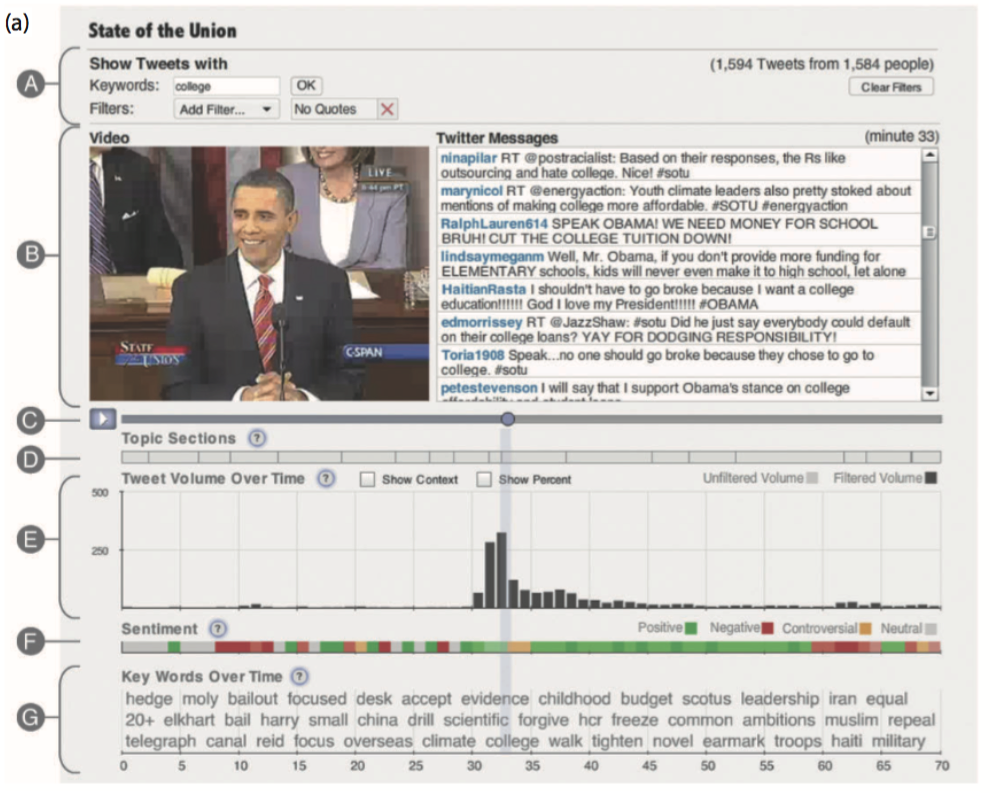 (a)
State of the Union
A
Show Tweets with
(1,594 Tweets from 1,584 people)
Keywords: college OK
Clear Filters
Filters: Add Filter... No Quotes
B
Video
Twitter Messages
(minute 33)
LIVE
STATE
OF THE
UNION
C-SPAN
ninapilar RT @postracialist: Based on their responses, the Rs like
outsourcing and hate college. Nice! #sotu
marynicol RT @energyaction: Youth climate leaders also pretty stoked about
mentions of making college more affordable. #SOTU #energyaction
RalphLauren614 SPEAK OBAMA! WE NEED MONEY FOR SCHOOL
BRUH! CUT THE COLLEGE TUITION DOWN!
lindsaymeganm Well, Mr. Obama, if you don't provide more funding for
ELEMENTARY schools, kids will never even make it to high school, let alone
HaitianRasta I shouldn't have to go broke because I want a college
education!!!!!! God I love my President!!!!!! #OBAMA
edmorrissey RT @JazzShaw: #sotu Did he just say everybody could default
on their college loans? YAY FOR DODGING RESPONSIBILITY!
Toria1908 Speak...no one should go broke because they chose to go to
college. #sotu
petestevenson I will say that I support Obama's stance on college
C
D
Topic Sections ?
E
Tweet Volume Over Time ? Show Context Show Percent Unfiltered Volume Filtered Volume
500
250
F
Sentiment ? Positive Negative Controversial Neutral
G
Key Words Over Time ?
hedge moly bailout focused desk accept evidence childhood budget scotus leadership iran equal
20+ elkhart bail harry small china drill scientific forgive hcr freeze common ambitions muslim repeal
telegraph canal reid focus overseas climate college walk tighten novel earmark troops haiti military
0 5 10 15 20 25 30 35 40 45 50 55 60 65 70